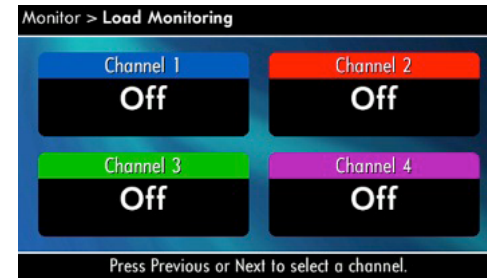 Monitor > Load Monitoring
Channel 1 Channel 2
Off Off
Channel 3 Channel 4
Off Off
Press Previous or Next to select a channel.